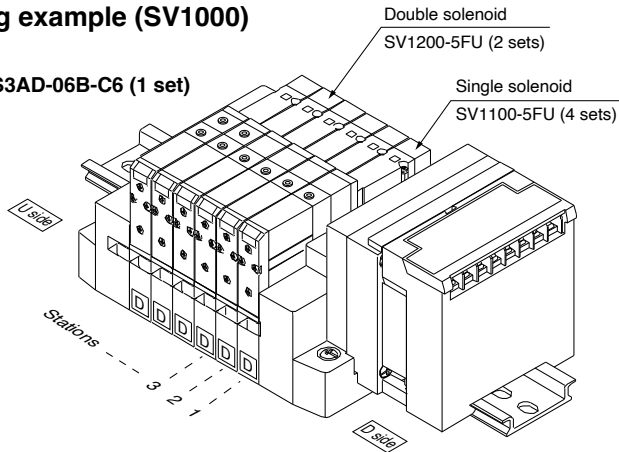 g example (SV1000)
Double solenoid
SV1200-5FU (2 sets)
S3AD-06B-C6 (1 set)
Single solenoid
SV1100-5FU (4 sets)
U side
D D D D D D
Stations
3
2
1
D side